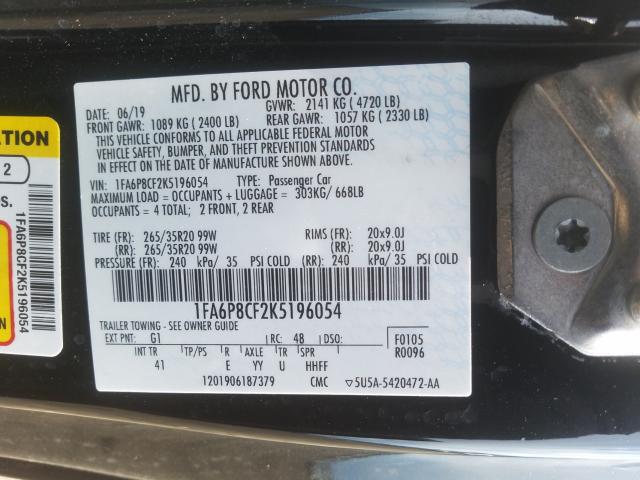 MFD. BY FORD MOTOR CO.
DATE: 06/19 GVWR: 2141 KG ( 4720 LB)
FRONT GAWR: 1089 KG ( 2400 LB) REAR GAWR: 1057 KG ( 2330 LB)
THIS VEHICLE CONFORMS TO ALL APPLICABLE FEDERAL MOTOR
VEHICLE SAFETY, BUMPER, AND THEFT PREVENTION STANDARDS
IN EFFECT ON THE DATE OF MANUFACTURE SHOWN ABOVE.
VIN: 1FA6P8CF2K5196054 TYPE: Passenger Car
MAXIMUM LOAD = OCCUPANTS + LUGGAGE = 303KG/ 668LB
OCCUPANTS = 4 TOTAL; 2 FRONT, 2 REAR
TIRE (FR): 265/35R20 99W RIMS (FR): 20x9.0J
(RR): 265/35R20 99W (RR): 20x9.0J
PRESSURE (FR): 240 kPa/ 35 PSI COLD (RR): 240 kPa/ 35 PSI COLD
1FA6P8CF2K5196054
TRAILER TOWING - SEE OWNER GUIDE
EXT PNT: G1 RC: 48 DSO: F0105
R0096
INT TR TP/PS R AXLE TR SPR
41 E YY U HHFF
1201906187379 CMC ▽5U5A-5420472-AA
2
1FA6P8CF2K5196054